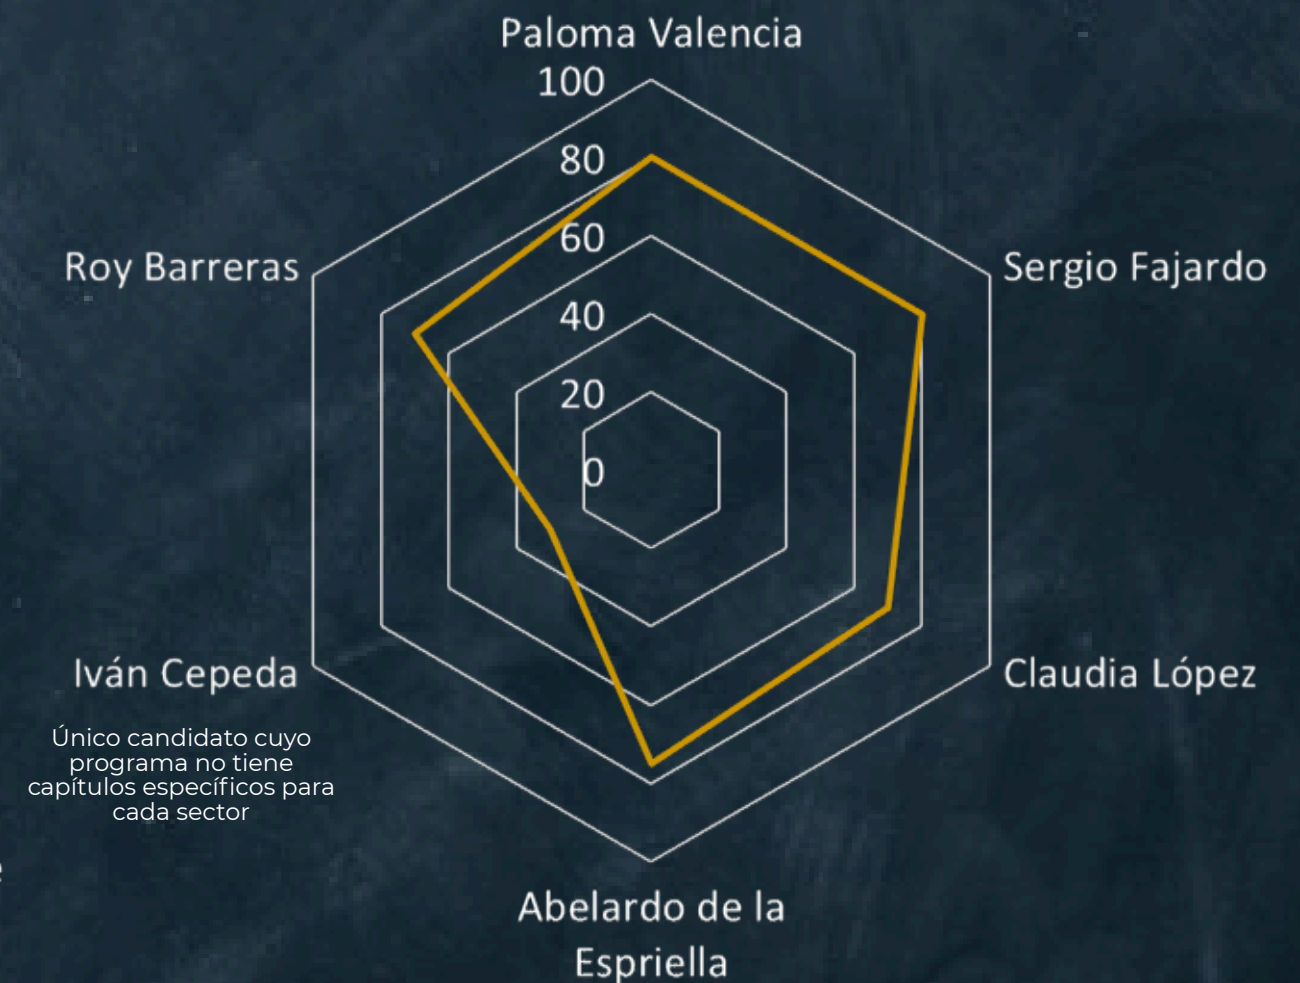 Paloma Valencia
100
80
60
40
20
0
Roy Barreras
Sergio Fajardo
Iván Cepeda
Claudia López
Único candidato cuyo
programa no tiene
capítulos específicos para
cada sector
Abelardo de la
Espriella